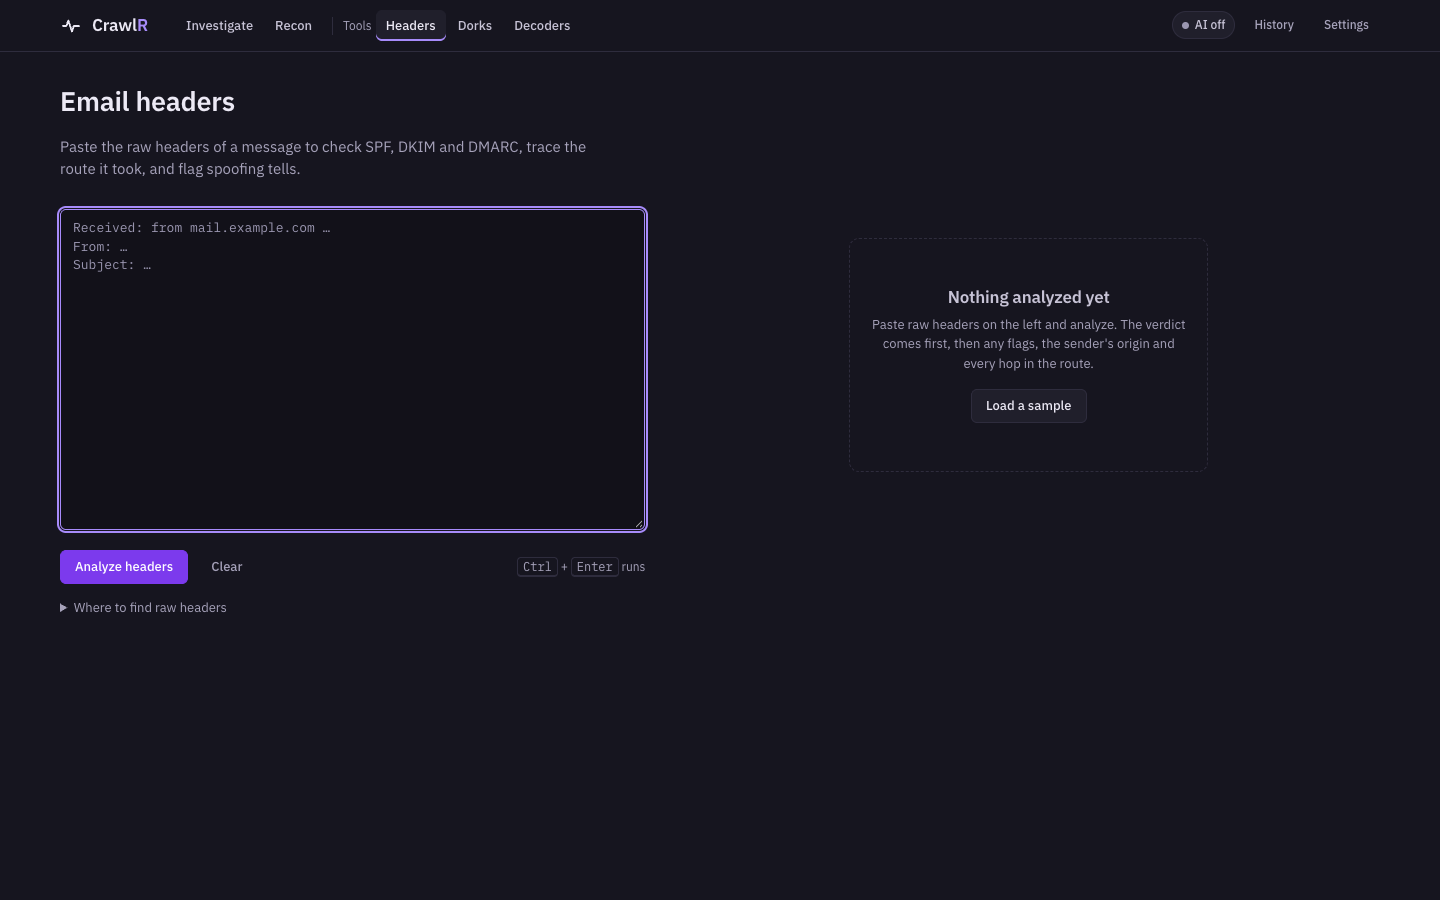 CrawlR
Investigate
Recon
Tools
Headers
Dorks
Decoders
AI off
History
Settings
Email headers
Paste the raw headers of a message to check SPF, DKIM and DMARC, trace the
route it took, and flag spoofing tells.
Received: from mail.example.com …
From: …
Subject: …
Analyze headers
Clear
Ctrl + Enter runs
Where to find raw headers
Nothing analyzed yet
Paste raw headers on the left and analyze. The verdict
comes first, then any flags, the sender's origin and
every hop in the route.
Load a sample